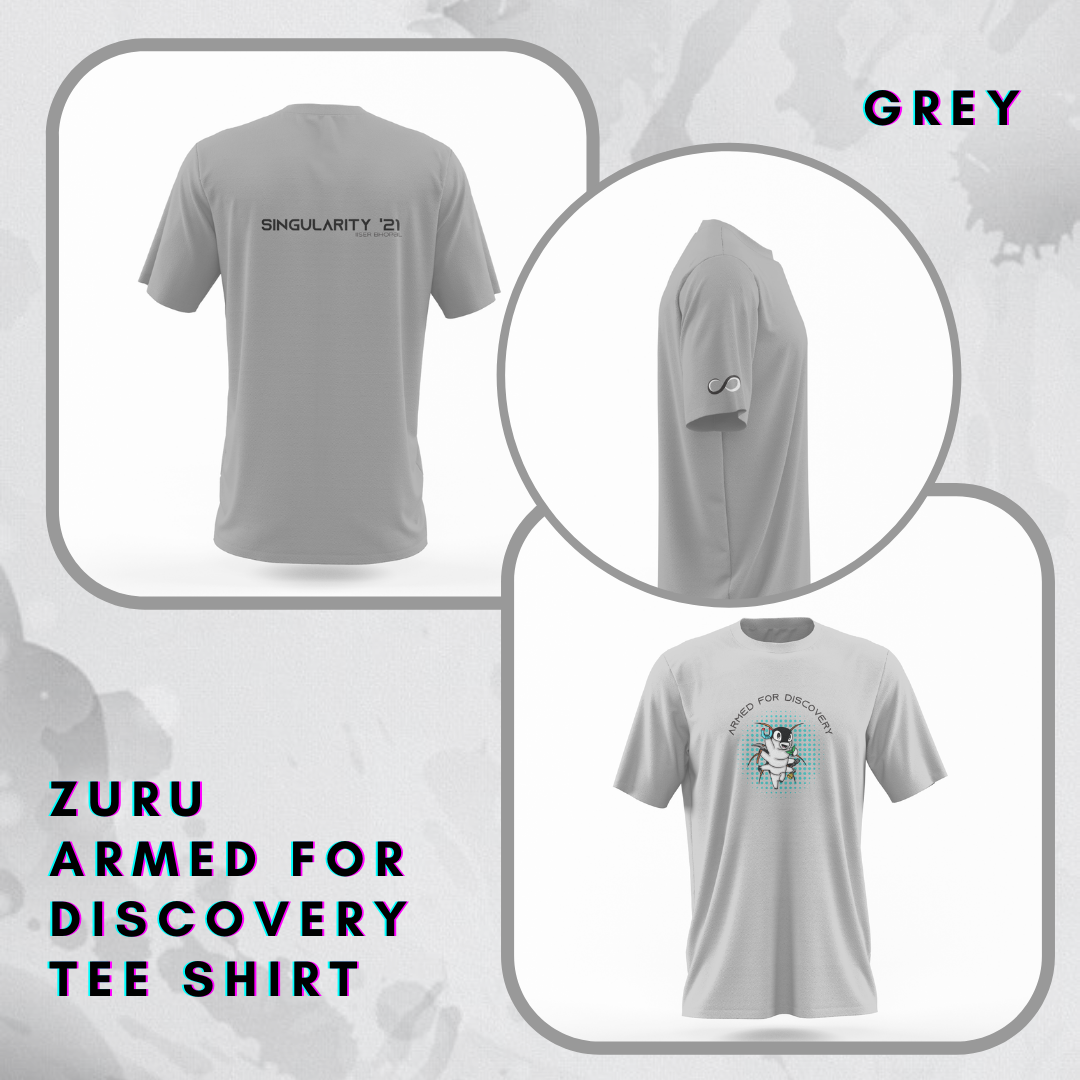 GREY
SINGULARITY '21
IISER BHOPAL
ARMED FOR DISCOVERY
ZURU
ARMED FOR
DISCOVERY
TEE SHIRT